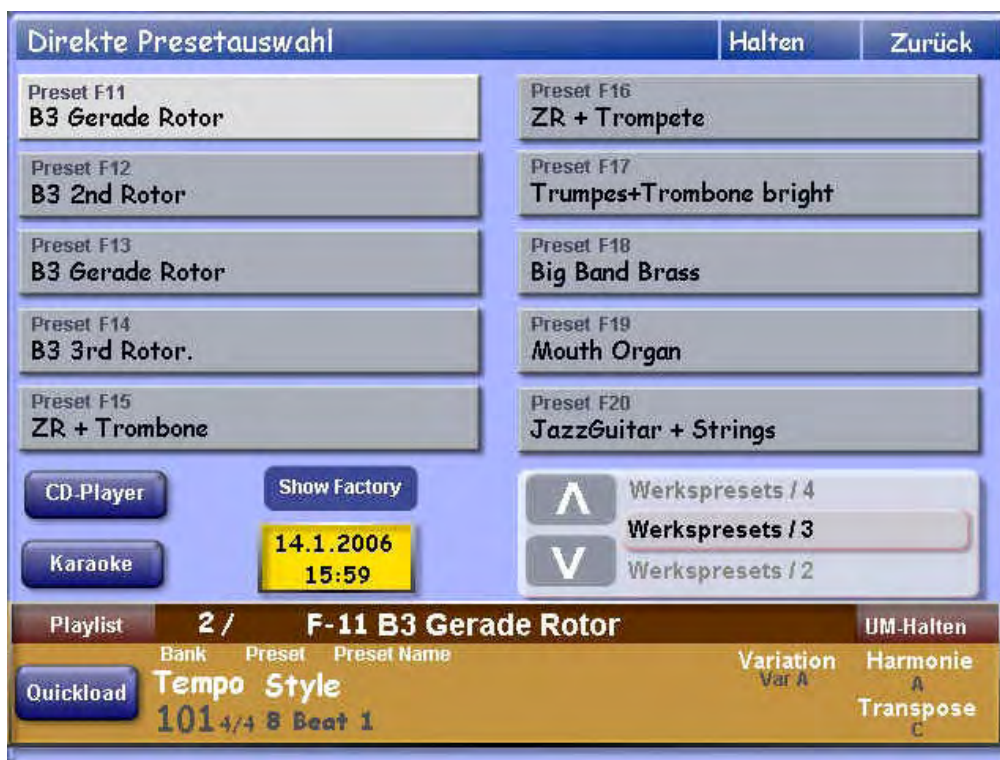 Direkte Presetauswahl Halten Zurück
Preset F11
B3 Gerade Rotor
Preset F12
B3 2nd Rotor
Preset F13
B3 Gerade Rotor
Preset F14
B3 3rd Rotor.
Preset F15
ZR + Trombone
Preset F16
ZR + Trompete
Preset F17
Trumpes+Trombone bright
Preset F18
Big Band Brass
Preset F19
Mouth Organ
Preset F20
JazzGuitar + Strings
CD-Player
Show Factory
Karaoke
14.1.2006
15:59
Λ
V
Werkspresets / 4
Werkspresets / 3
Werkspresets / 2
Playlist 2 / F-11 B3 Gerade Rotor UM-Halten
Bank Preset Preset Name
Quickload
Tempo Style
101 4/4 8 Beat 1
Variation
Var A
Harmonie
A
Transpose
C